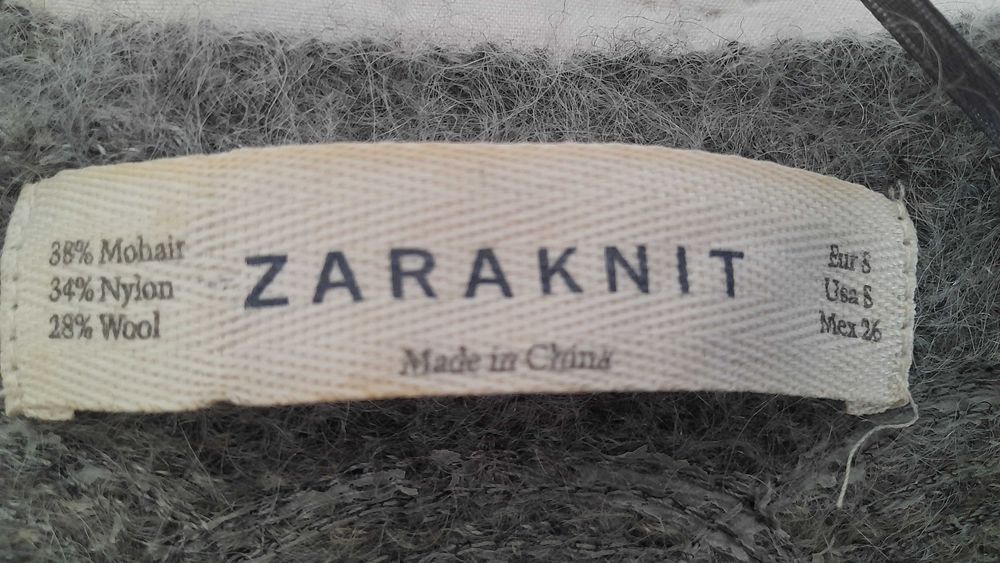 38% Mohair
34% Nylon
28% Wool
ZARAKNIT
Made in China
Eur S
Usa S
Mex 26